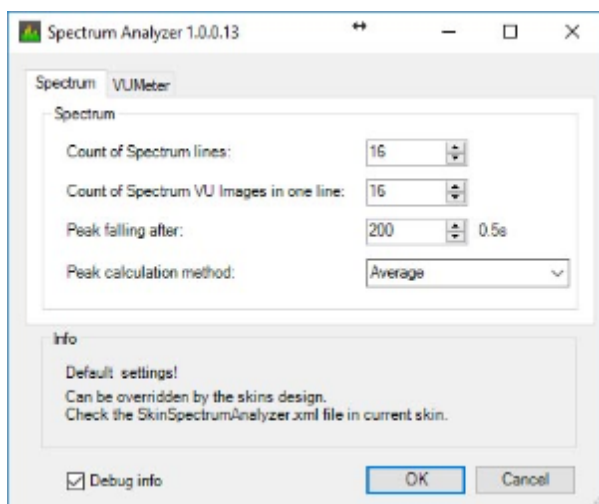 Spectrum Analyzer 1.0.0.13
Spectrum VUMeter
Spectrum
Count of Spectrum lines: 16
Count of Spectrum VU Images in one line: 16
Peak falling after: 200 0.5s
Peak calculation method: Average
Info
Default settings!
Can be overridden by the skins design.
Check the SkinSpectrumAnalyzer.xml file in current skin.
Debug info OK Cancel